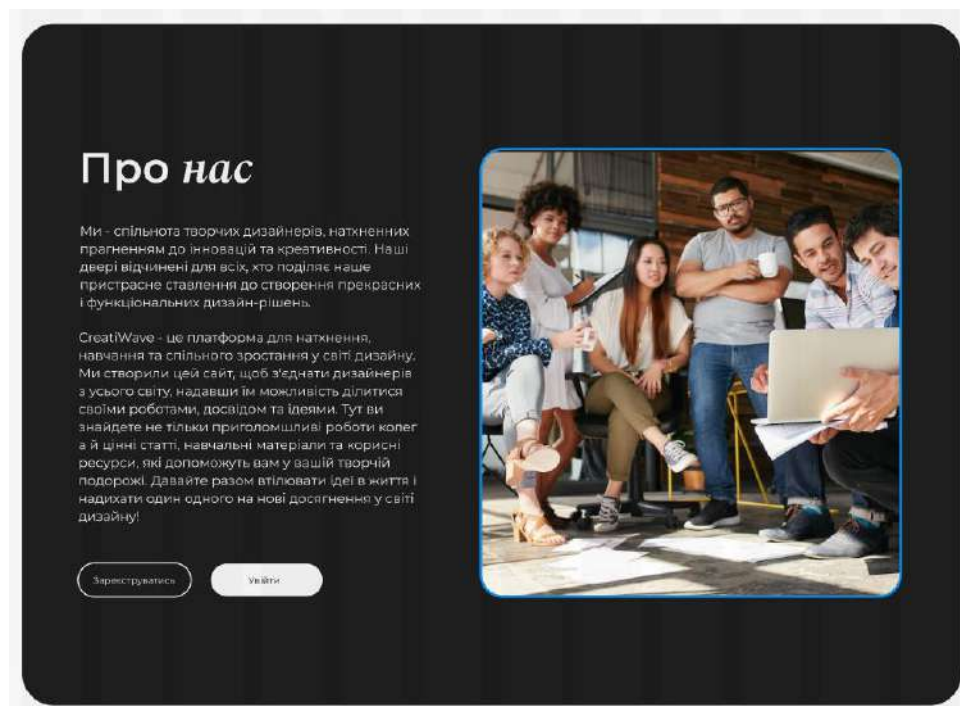 Про нас
Ми - спільнота творчих дизайнерів, натхненних
прагненням до інновацій та креативності. Наші
двері відчинені для всіх, хто поділяє наше
пристрасне ставлення до створення прекрасних
і функціональних дизайн-рішень.
CreatiWave - це платформа для натхнення,
навчання та спільного зростання у світі дизайну.
Ми створили цей сайт, щоб з'єднати дизайнерів
з усього світу, надавши їм можливість ділитися
своїми роботами, досвідом та ідеями. Тут ви
знайдете не тільки приголомшливі роботи колег
а й цінні статті, навчальні матеріали та корисні
ресурси, які допоможуть вам у вашій творчій
подорожі. Давайте разом втілювати ідеї в життя і
надихати один одного на нові досягнення у світі
дизайну!
Зареєструватись
Увійти